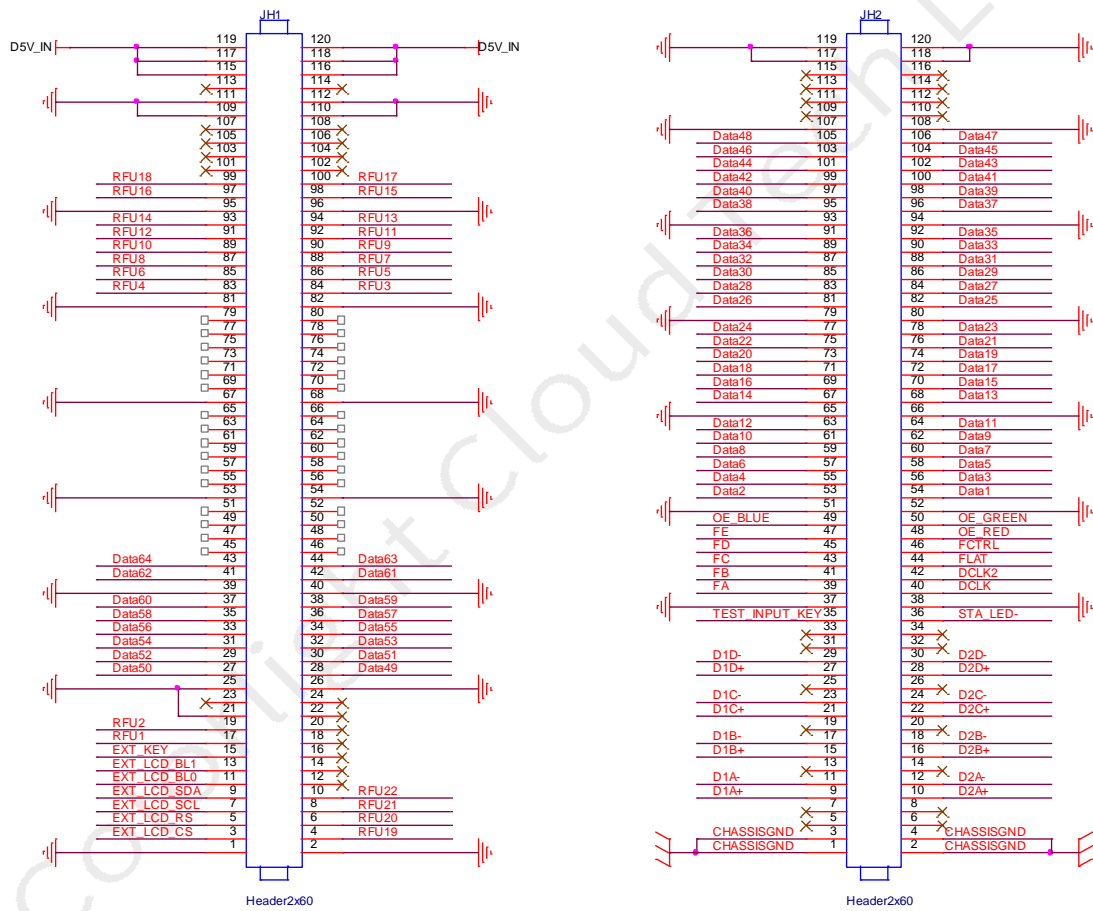 JH1
119 120
D5V_IN 117 118 D5V_IN
115 116
113 114
111 112
109 110
107 108
105 106
103 104
101 102
RFU18 99 100 RFU17
RFU16 97 98 RFU15
95 96
RFU14 93 94 RFU13
RFU12 91 92 RFU11
RFU10 89 90 RFU9
RFU8 87 88 RFU7
RFU6 85 86 RFU5
RFU4 83 84 RFU3
81 82
79 80
77 78
75 76
73 74
71 72
69 70
67 68
65 66
63 64
61 62
59 60
57 58
55 56
53 54
51 52
49 50
47 48
45 46
Data64 43 44 Data63
Data62 41 42 Data61
39 40
Data60 37 38 Data59
Data58 35 36 Data57
Data56 33 34 Data55
Data54 31 32 Data53
Data52 29 30 Data51
Data50 27 28 Data49
25 26
23 24
21 22
RFU2 19 20
RFU1 17 18
EXT_KEY 15 16
EXT_LCD_BL1 13 14
EXT_LCD_BL0 11 12
EXT_LCD_SDA 9 10 RFU22
EXT_LCD_SCL 7 8 RFU21
EXT_LCD_RS 5 6 RFU20
EXT_LCD_CS 3 4 RFU19
1 2
Header2x60
JH2
119 120
117 118
115 116
113 114
111 112
109 110
107 108
Data48 105 106 Data47
Data46 103 104 Data45
Data44 101 102 Data43
Data42 99 100 Data41
Data40 97 98 Data39
Data38 95 96 Data37
93 94
Data36 91 92 Data35
Data34 89 90 Data33
Data32 87 88 Data31
Data30 85 86 Data29
Data28 83 84 Data27
Data26 81 82 Data25
79 80
Data24 77 78 Data23
Data22 75 76 Data21
Data20 73 74 Data19
Data18 71 72 Data17
Data16 69 70 Data15
Data14 67 68 Data13
65 66
Data12 63 64 Data11
Data10 61 62 Data9
Data8 59 60 Data7
Data6 57 58 Data5
Data4 55 56 Data3
Data2 53 54 Data1
51 52
OE_BLUE 49 50 OE_GREEN
FE 47 48 OE_RED
FD 45 46 FCTRL
FC 43 44 FLAT
FB 41 42 DCLK2
FA 39 40 DCLK
37 38
TEST_INPUT_KEY 35 36 STA_LED-
33 34
31 32
D1D- 29 30 D2D-
D1D+ 27 28 D2D+
25 26
D1C- 23 24 D2C-
D1C+ 21 22 D2C+
19 20
D1B- 17 18 D2B-
D1B+ 15 16 D2B+
13 14
D1A- 11 12 D2A-
D1A+ 9 10 D2A+
7 8
5 6
CHASSISGND 3 4 CHASSISGND
CHASSISGND 1 2 CHASSISGND
Header2x60
Cloud Tech L